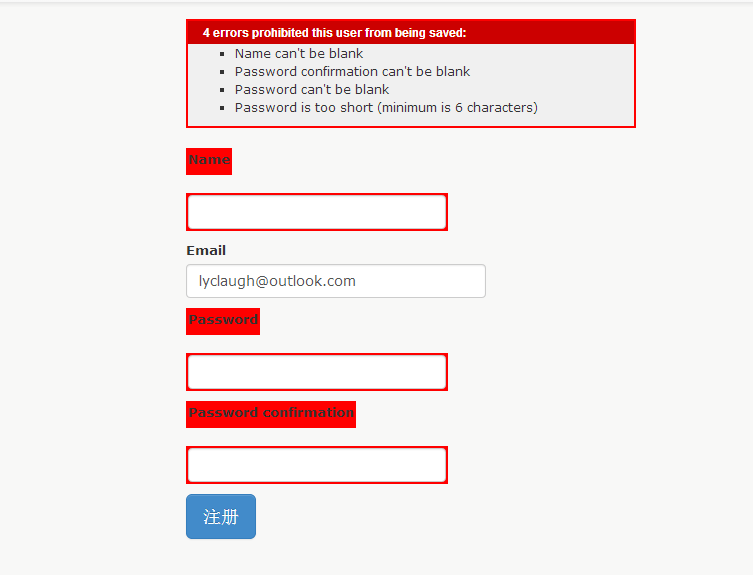 4 errors prohibited this user from being saved:
Name can't be blank
Password confirmation can't be blank
Password can't be blank
Password is too short (minimum is 6 characters)
Name
Email
lyclaugh@outlook.com
Password
Password confirmation
注册